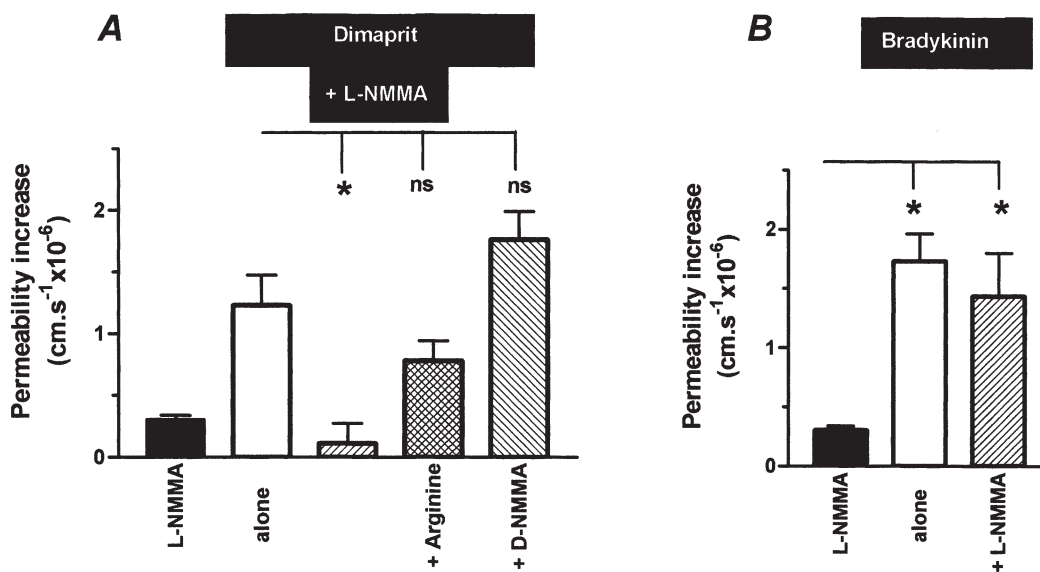 A
Dimaprit
+ L-NMMA
Permeability increase
(cm.s⁻¹x10⁻⁶)
2
1
0
*
ns
ns
L-NMMA
alone
+ Arginine
+ D-NMMA
B
Bradykinin
Permeability increase
(cm.s⁻¹x10⁻⁶)
2
1
0
*
*
L-NMMA
alone
+ L-NMMA